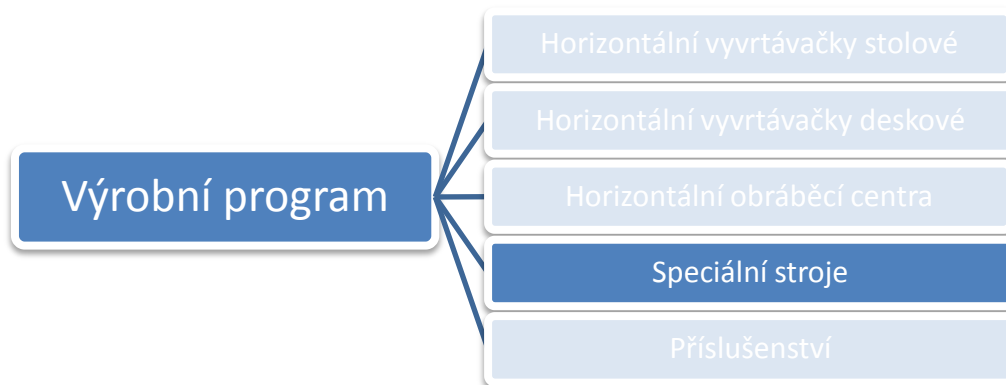 Výrobní program
Horizontální vyvrtávačky stolové
Horizontální vyvrtávačky deskové
Horizontální obráběcí centra
Speciální stroje
Příslušenství